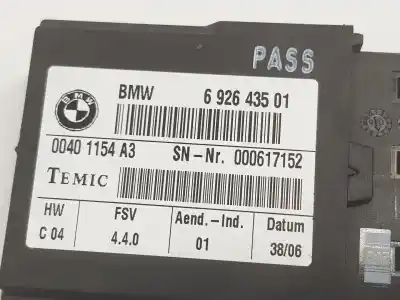 PASS
BMW 6 926 435 01
BMW
0040 1154 A3 SN-Nr. 000617152
TEMIC
HW FSV Aend.-Ind. Datum
C 04 4.4.0 01 38/06